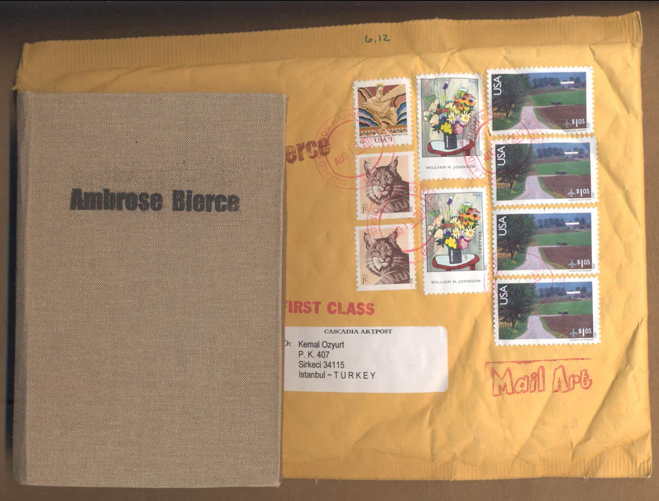 6.12
Ambrose Bierce
erce
USA
WILLIAM H. JOHNSON
WILLIAM H. JOHNSON
USA
$1.05
USA
$1.05
USA
$1.05
USA
$1.05
FIRST CLASS
CASCADIA ARTPOST
Kemal Ozyurt
P. K. 407
Sirkeci 34115
Istanbul ~ TURKEY
Mail Art